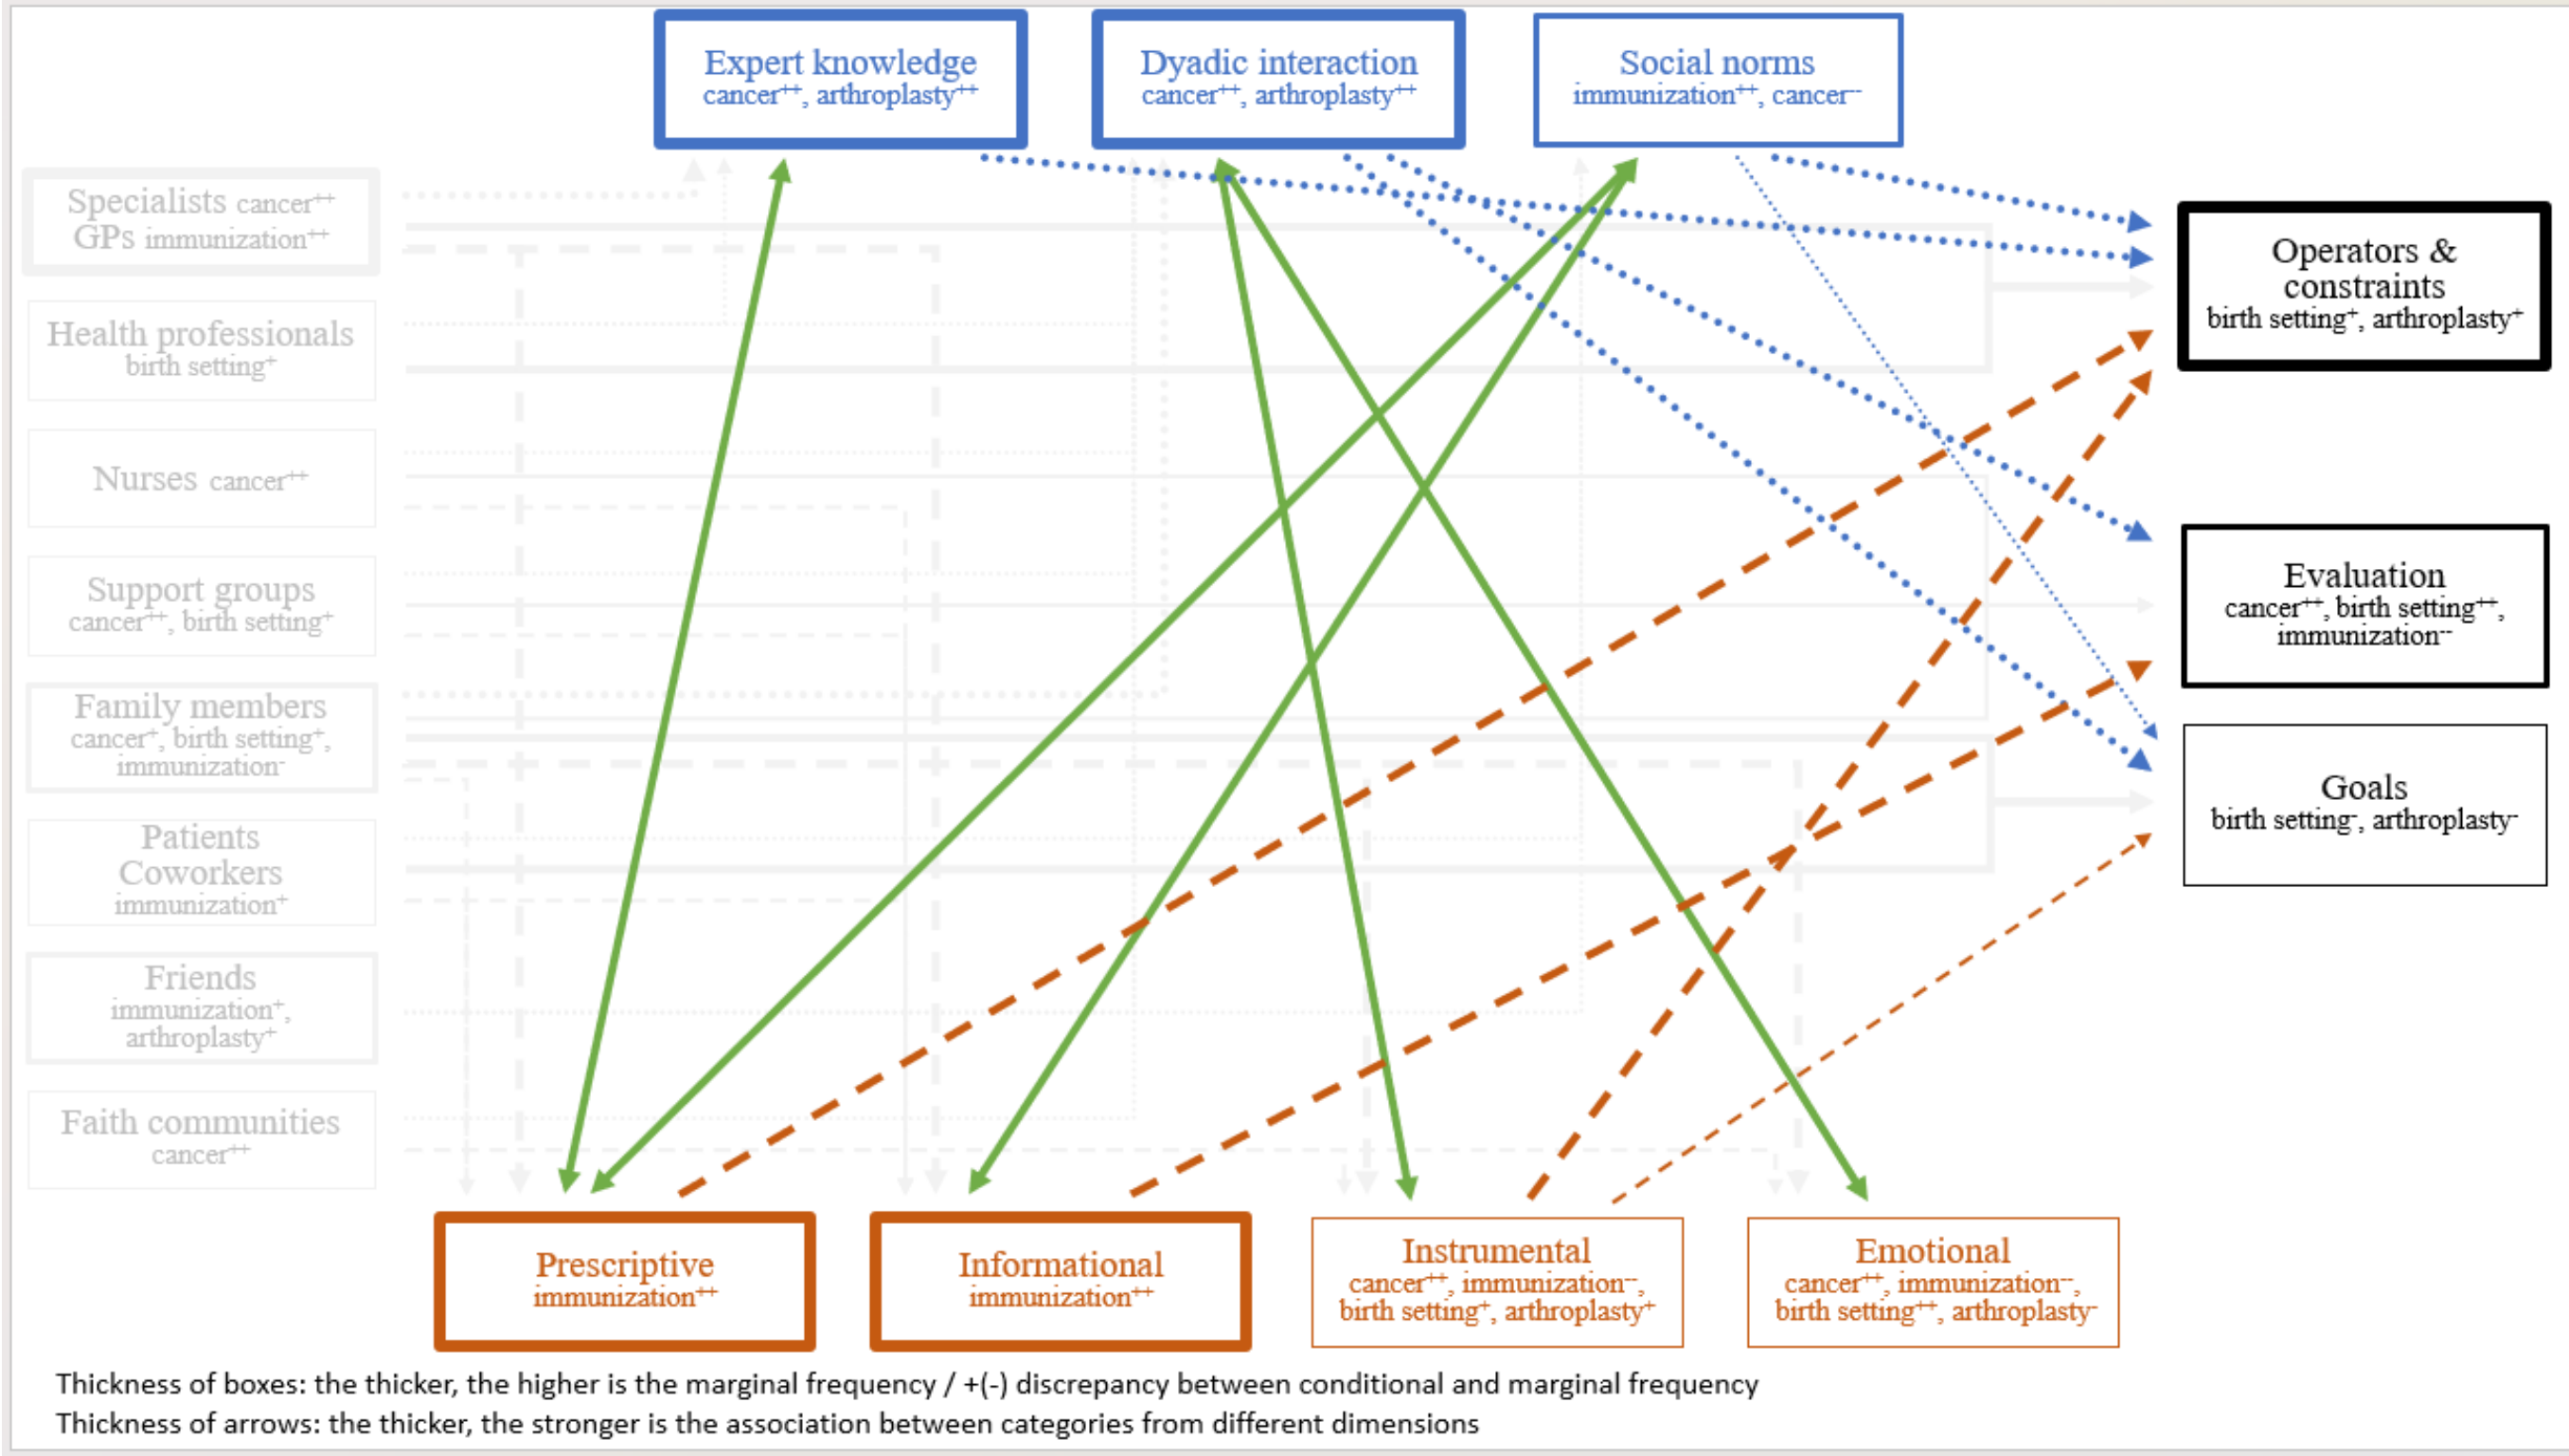 Expert knowledge
cancer⁺⁺, arthroplasty⁺⁺
Dyadic interaction
cancer⁺⁺, arthroplasty⁺⁺
Social norms
immunization⁺⁺, cancer⁻⁻
Specialists cancer⁺⁺
GPs immunization⁺⁺
Health professionals
birth setting⁺
Nurses cancer⁺⁺
Support groups
cancer⁺⁺, birth setting⁺
Family members
cancer⁺, birth setting⁺,
immunization⁻
Patients
Coworkers
immunization⁺
Friends
immunization⁺,
arthroplasty⁺
Faith communities
cancer⁺⁺
Operators &
constraints
birth setting⁺, arthroplasty⁺
Evaluation
cancer⁺⁺, birth setting⁺⁺,
immunization⁻⁻
Goals
birth setting⁻, arthroplasty⁻
Prescriptive
immunization⁺⁺
Informational
immunization⁺⁺
Instrumental
cancer⁺⁺, immunization⁻⁻,
birth setting⁺, arthroplasty⁺
Emotional
cancer⁺⁺, immunization⁻⁻,
birth setting⁺⁺, arthroplasty⁻
Thickness of boxes: the thicker, the higher is the marginal frequency / +(-) discrepancy between conditional and marginal frequency
Thickness of arrows: the thicker, the stronger is the association between categories from different dimensions